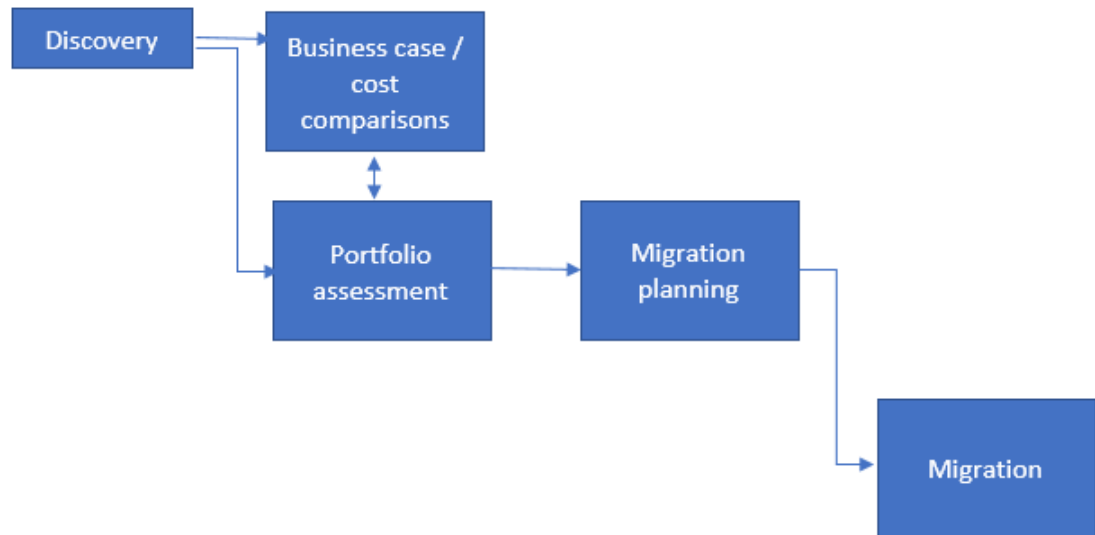 Discovery
Business case /
cost
comparisons
Portfolio
assessment
Migration
planning
Migration